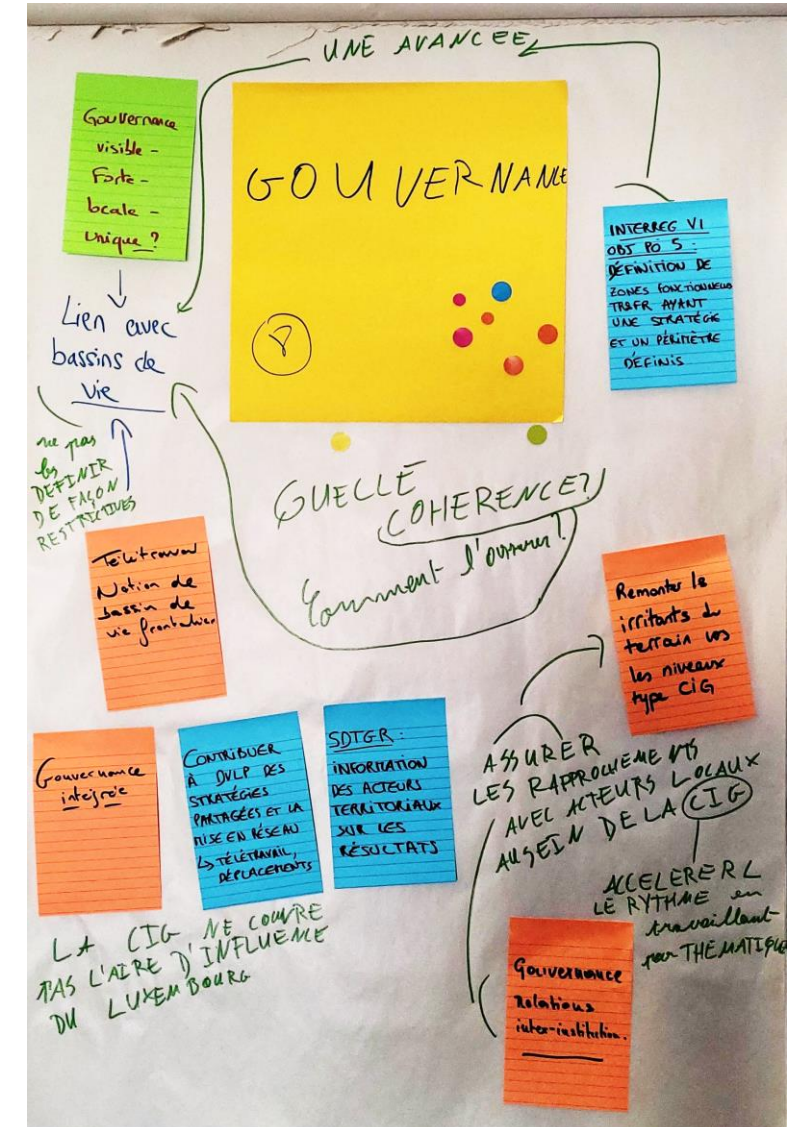 UNE AVANCEE
Gouvernance
visible -
Forte -
locale -
unique ?
GOUVERNANCE
INTERREG VI
OBJ PO 5 :
DÉFINITION DE
ZONES FONCTIONNELLES
TRSFR AYANT
UNE STRATÉGIE
ET UN PÉRIMÈTRE
DÉFINIS
Lien avec
bassins de
vie
ne pas
les
DEFINIR
DE FAÇON
RESTRICTIVES
QUELLE
COHERENCE?
Comment l'assurer?
Télétravail
Notion de
bassin de
vie frontalier
Remonter les
irritants du
terrain vers
les niveaux
type CIG
Gouvernance
intégrée
CONTRIBUER
À DVLP DES
STRATÉGIES
PARTAGÉES ET LA
MISE EN RÉSEAU
↳ TÉLÉTRAVAIL,
DÉPLACEMENTS
SDTGR :
INFORMATION
DES ACTEURS
TERRITORIAUX
SUR LES
RÉSULTATS
ASSURER
LES RAPPROCHEMENTS
AVEC ACTEURS LOCAUX
AU SEIN DE LA CIG
ACCELERER
LE RYTHME en
travaillant
par THEMATIQUE
LA CIG NE COUVRE
PAS L'AIRE D'INFLUENCE
DU LUXEMBOURG
Gouvernance
Relations
inter-institution.